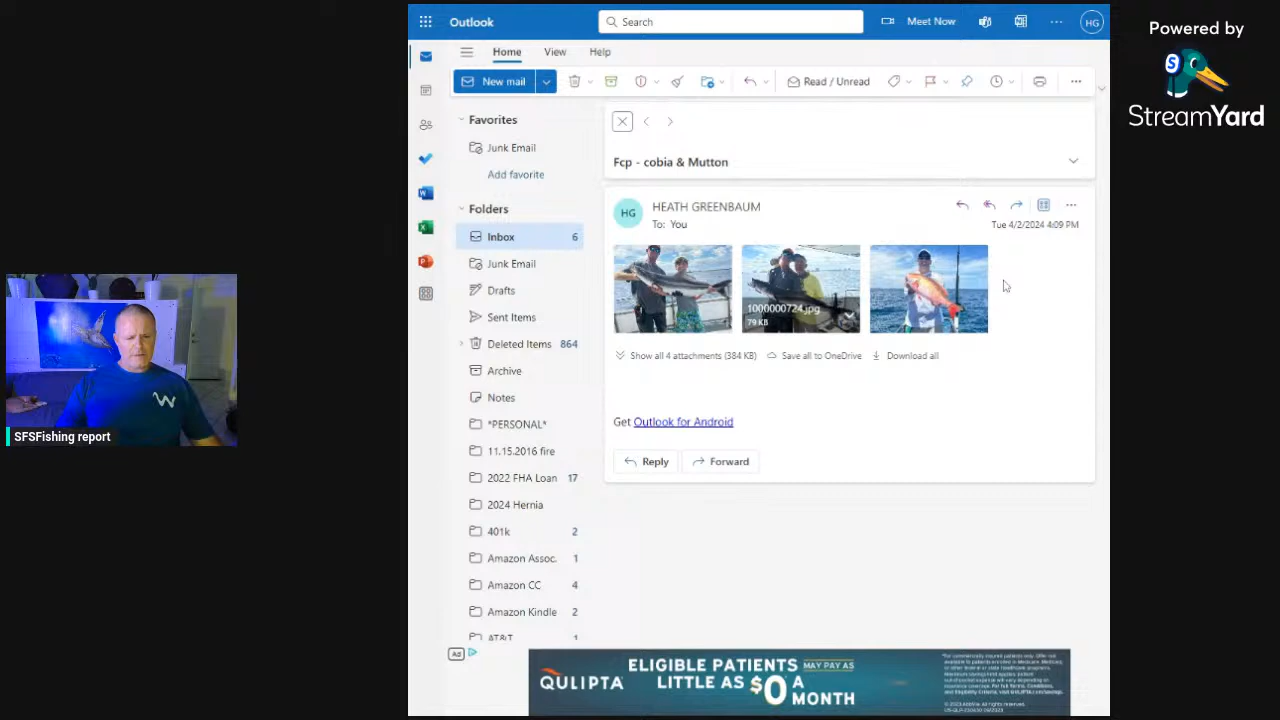 Outlook
Search
Meet Now
HG
Powered by
StreamYard
Home
View
Help
New mail
Read / Unread
Favorites
Junk Email
Add favorite
Folders
Inbox 6
Junk Email
Drafts
Sent Items
Deleted Items 864
Archive
Notes
*PERSONAL*
11.15.2016 fire
2022 FHA Loan 17
2024 Hernia
401k 2
Amazon Assoc. 1
Amazon CC 4
Amazon Kindle 2
AT&T 1
Fcp - cobia & Mutton
HG
HEATH GREENBAUM
To: You
Tue 4/2/2024 4:09 PM
1000000724.jpg
79 KB
Show all 4 attachments (384 KB)
Save all to OneDrive
Download all
Get Outlook for Android
Reply
Forward
SFSFishing report
Ad
QULIPTA
ELIGIBLE PATIENTS MAY PAY AS
LITTLE AS $0 A
MONTH